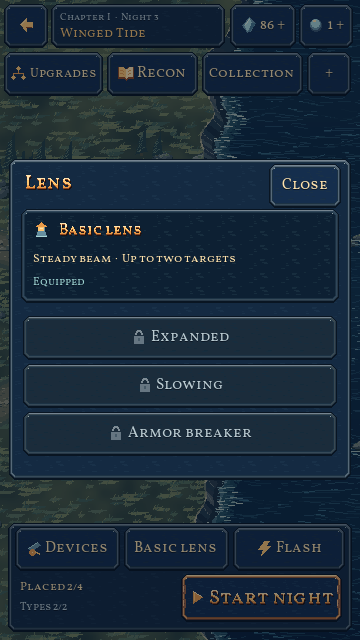 Chapter I · Night 3
Winged Tide
86 +
1 +
Upgrades
Recon
Collection
+
Lens
Close
Basic lens
Steady beam · Up to two targets
Equipped
Expanded
Slowing
Armor breaker
Devices
Basic lens
Flash
Placed 2/4
Types 2/2
Start night